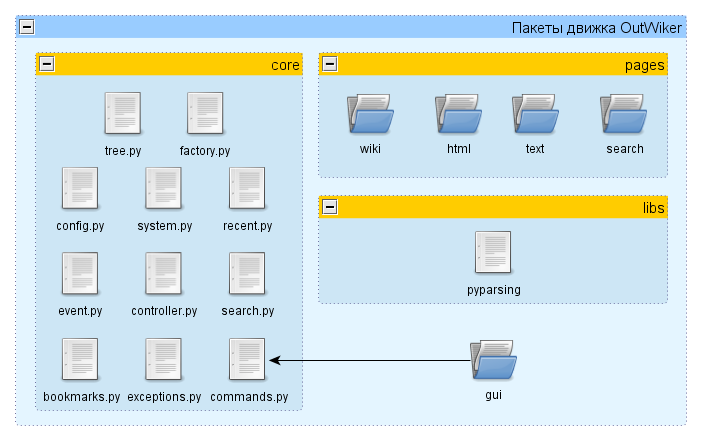 Пакеты движка OutWiker
core
tree.py
factory.py
config.py
system.py
recent.py
event.py
controller.py
search.py
bookmarks.py
exceptions.py
commands.py
pages
wiki
html
text
search
libs
pyparsing
gui